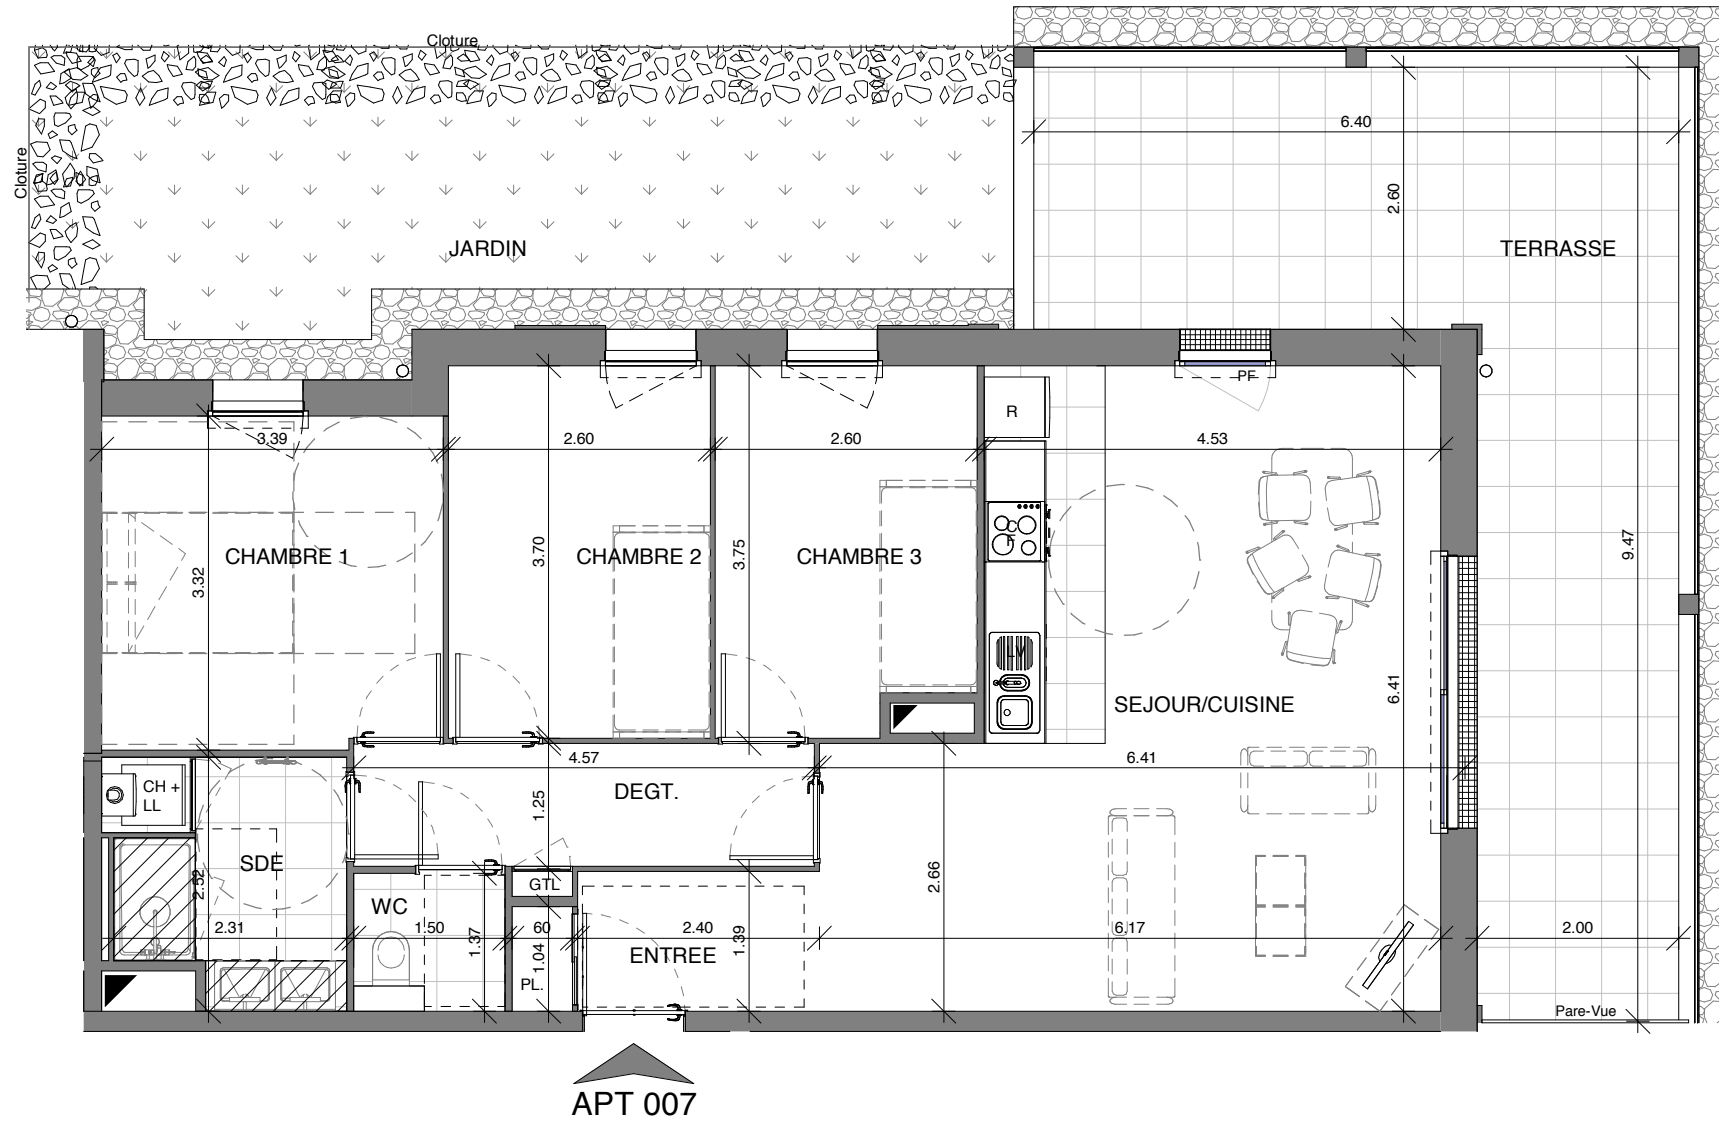 Cloture
Cloture
6.40
2.60
JARDIN
TERRASSE
PF
R
3.39
2.60
2.60
4.53
CHAMBRE 1
CHAMBRE 2
CHAMBRE 3
3.32
3.70
3.75
C
F
9.47
LV
6.41
SEJOUR/CUISINE
4.57
6.41
CH +
LL
DEGT.
1.25
SDE
2.52
GTL
2.66
WC
2.31
1.50
60
2.40
6.17
2.00
1.37
1.04
1.39
ENTREE
PL.
Pare-Vue
APT 007